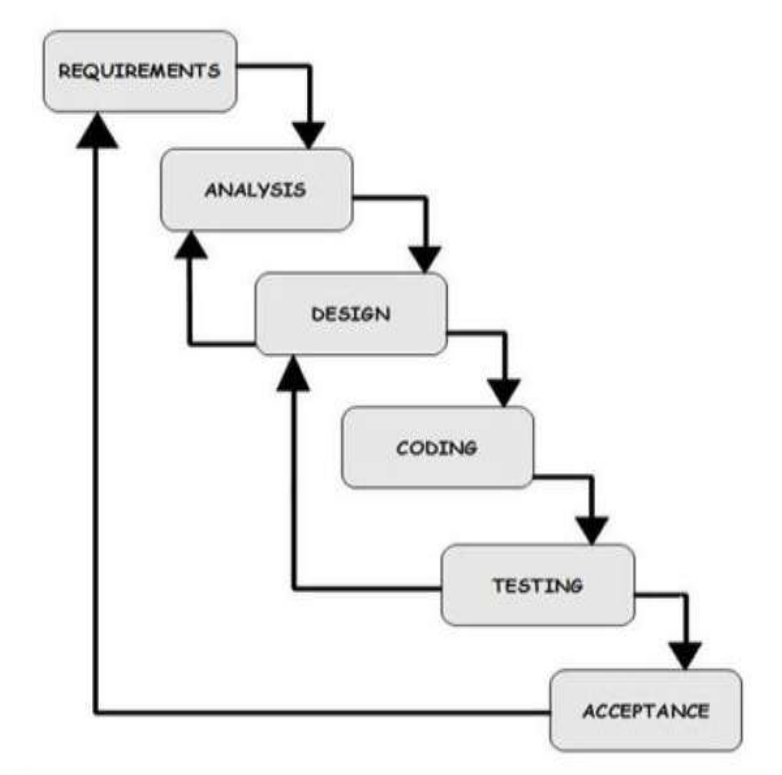 REQUIREMENTS
ANALYSIS
DESIGN
CODING
TESTING
ACCEPTANCE